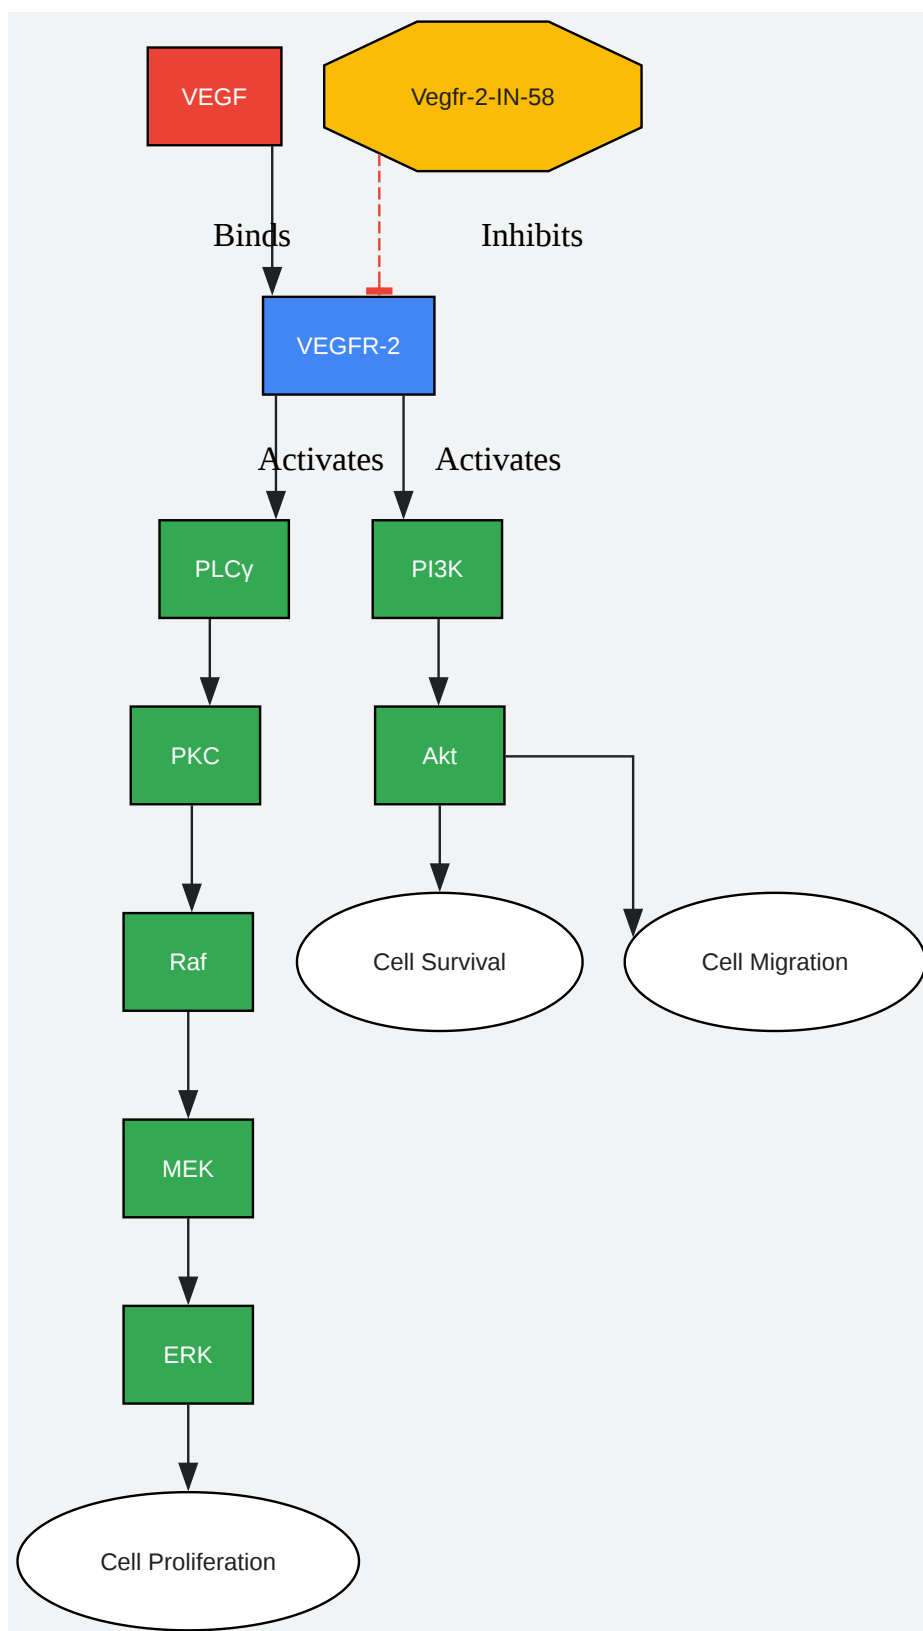 VEGF
Vegfr-2-IN-58
Binds
Inhibits
VEGFR-2
Activates
Activates
PLCγ
PI3K
PKC
Akt
Raf
Cell Survival
Cell Migration
MEK
ERK
Cell Proliferation